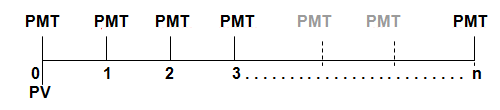 PMT PMT PMT PMT PMT PMT PMT
0 1 2 3 . . . . . . . . . . . . . . . . . . . . . . . . n
PV